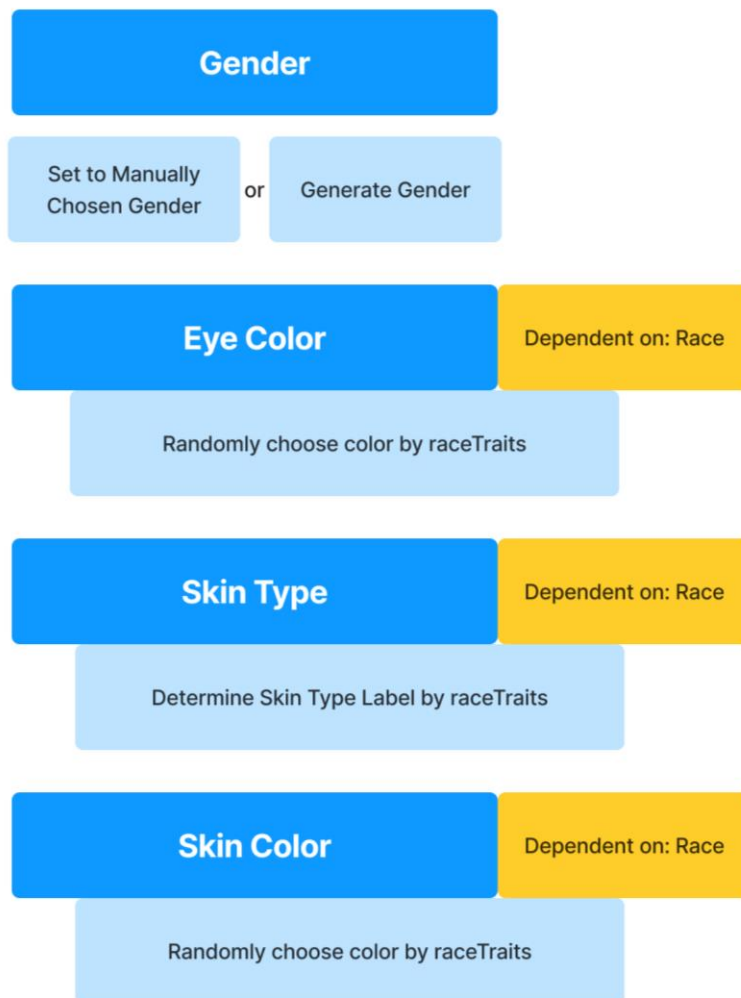 Gender
Set to Manually
Chosen Gender
or
Generate Gender
Eye Color
Dependent on: Race
Randomly choose color by raceTraits
Skin Type
Dependent on: Race
Determine Skin Type Label by raceTraits
Skin Color
Dependent on: Race
Randomly choose color by raceTraits